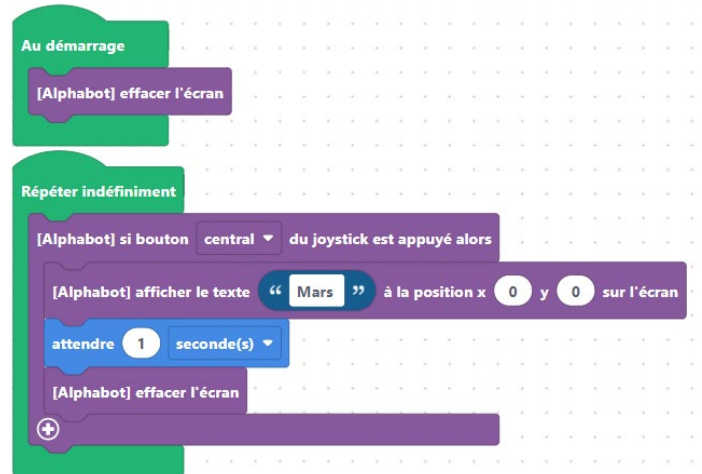 Au démarrage
[Alphabot] effacer l'écran
Répéter indéfiniment
[Alphabot] si bouton central du joystick est appuyé alors
[Alphabot] afficher le texte “ Mars ” à la position x 0 y 0 sur l'écran
attendre 1 seconde(s)
[Alphabot] effacer l'écran